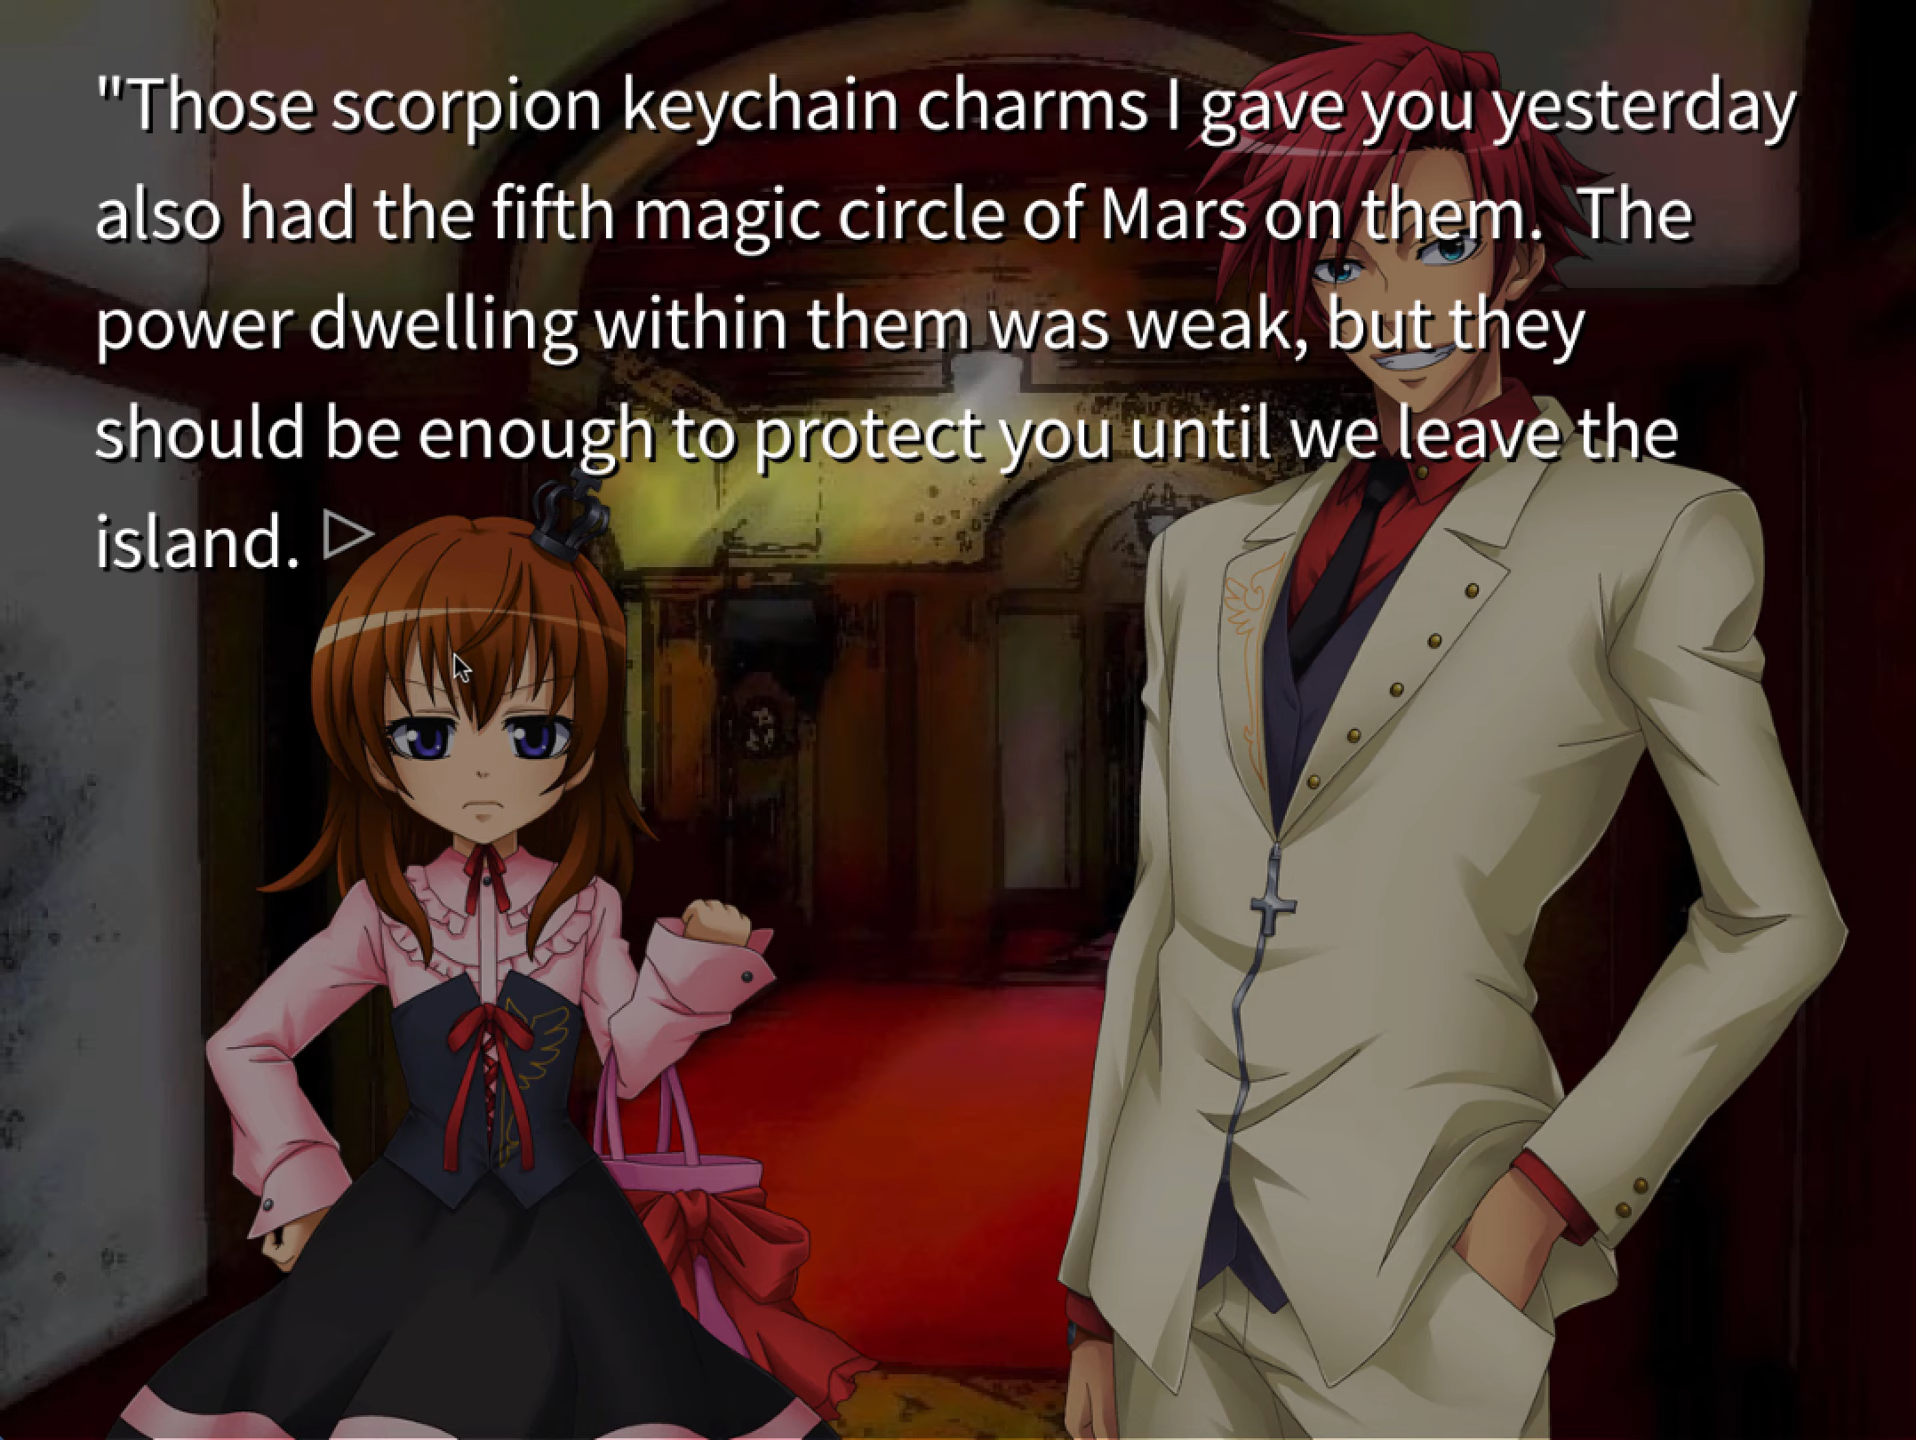 "Those scorpion keychain charms I gave you yesterday
also had the fifth magic circle of Mars on them.  The
power dwelling within them was weak, but they
should be enough to protect you until we leave the
island.